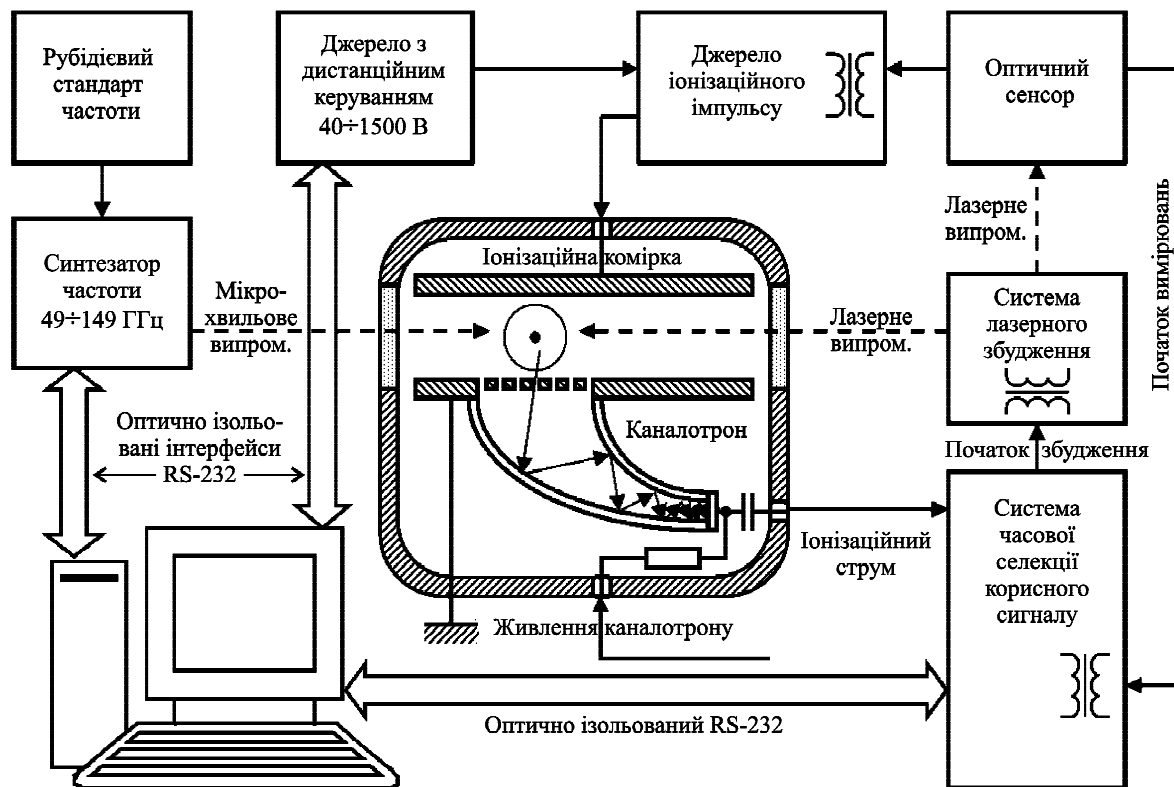 Рубідієвий
стандарт
частоти
Джерело з
дистанційним
керуванням
40÷1500 В
Джерело
іонізаційного
імпульсу
Оптичний
сенсор
Синтезатор
частоти
49÷149 ГГц
Мікро-
хвильове
випром.
Іонізаційна комірка
Лазерне
випром.
Лазерне
випром.
Система
лазерного
збудження
Початок вимірювань
Оптично ізольо-
вані інтерфейси
RS-232
Каналотрон
Початок збудження
Іонізаційний
струм
Система
часової
селекції
корисного
сигналу
Живлення каналотрону
Оптично ізольований RS-232